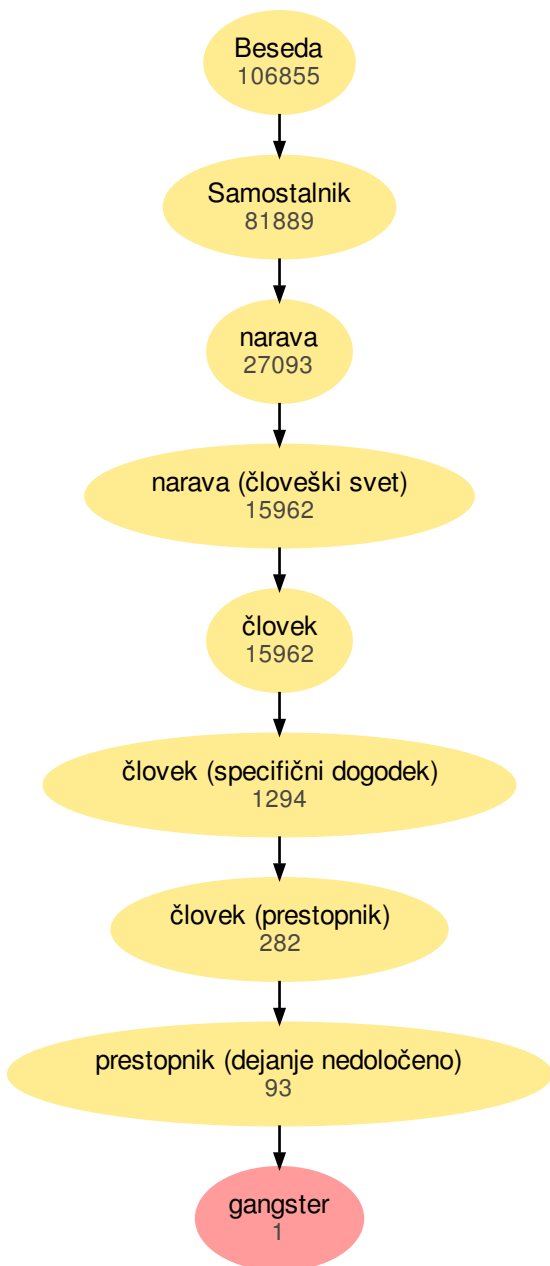 Beseda
106855
Samostalnik
81889
narava
27093
narava (človeški svet)
15962
človek
15962
človek (specifični dogodek)
1294
človek (prestopnik)
282
prestopnik (dejanje nedoločeno)
93
gangster
1